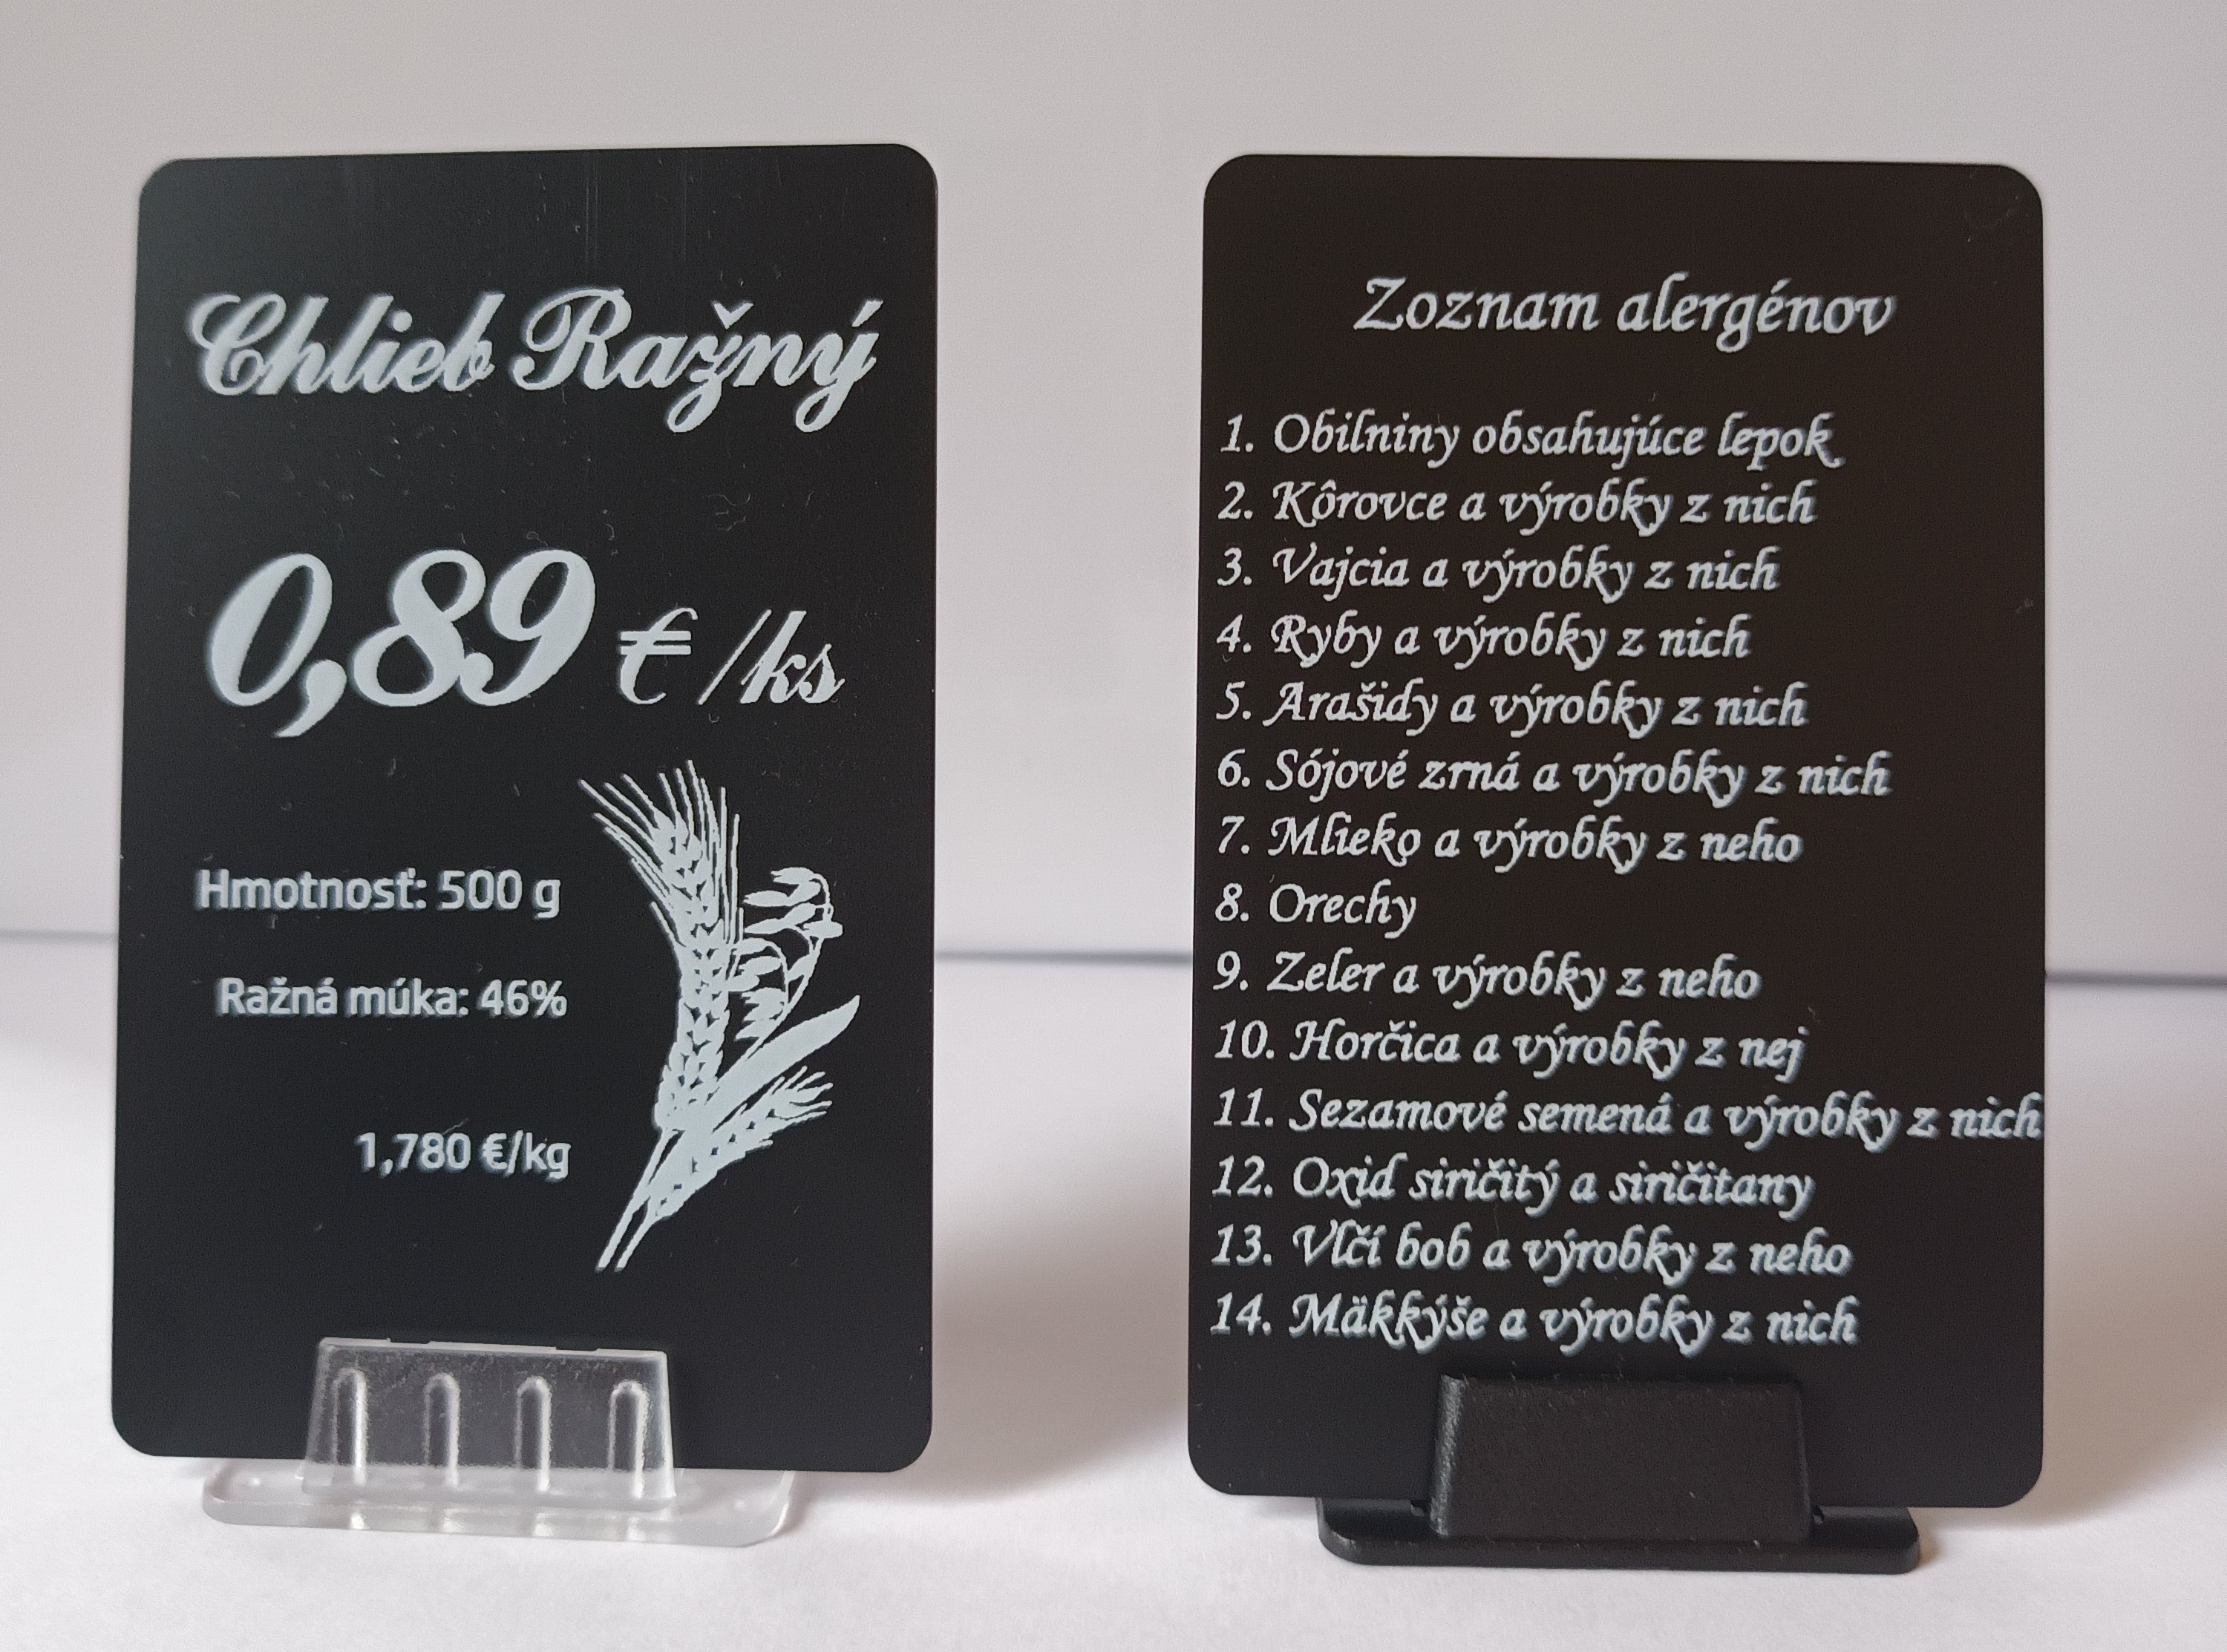 Chlieb Ražný
0,89 € /ks
Hmotnosť: 500 g
Ražná múka: 46%
1,780 €/kg
Zoznam alergénov
1. Obilniny obsahujúce lepok
2. Kôrovce a výrobky z nich
3. Vajcia a výrobky z nich
4. Ryby a výrobky z nich
5. Arašidy a výrobky z nich
6. Sójové zrná a výrobky z nich
7. Mlieko a výrobky z neho
8. Orechy
9. Zeler a výrobky z neho
10. Horčica a výrobky z nej
11. Sezamové semená a výrobky z nich
12. Oxid siričitý a siričitany
13. Vlčí bob a výrobky z neho
14. Mäkkýše a výrobky z nich